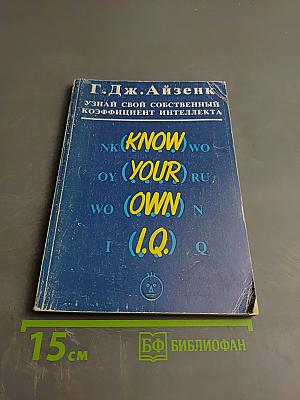 Г.Дж.Айзенк
УЗНАЙ СВОЙ СОБСТВЕННЫЙ
КОЭФФИЦИЕНТ ИНТЕЛЛЕКТА
NK (KNOW) WO
OY (YOUR) RU
WO (OWN) N
I (I.Q.) Q
15 см
БФ БИБЛИОФАН